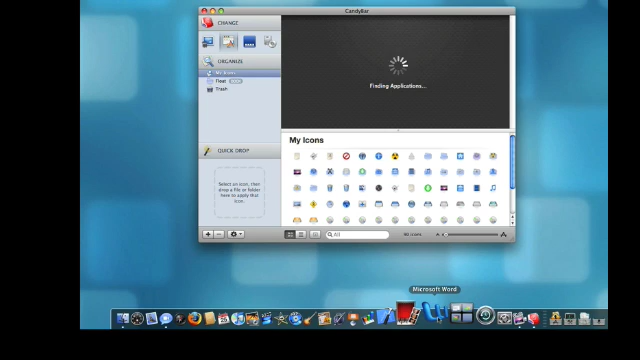 CandyBar
CHANGE
ORGANIZE
My Icons
Float
Trash
Finding Applications...
My Icons
QUICK DROP
Select an icon, then
drop a file or folder
here to apply that
icon.
All
Microsoft Word